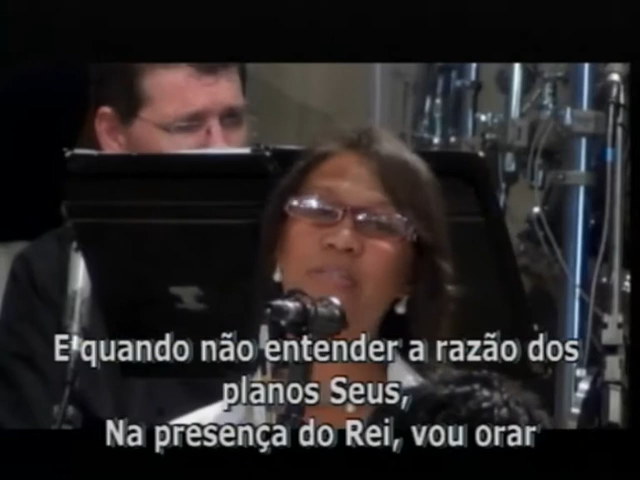 E quando não entender a razão dos
planos Seus,
Na presença do Rei, vou orar